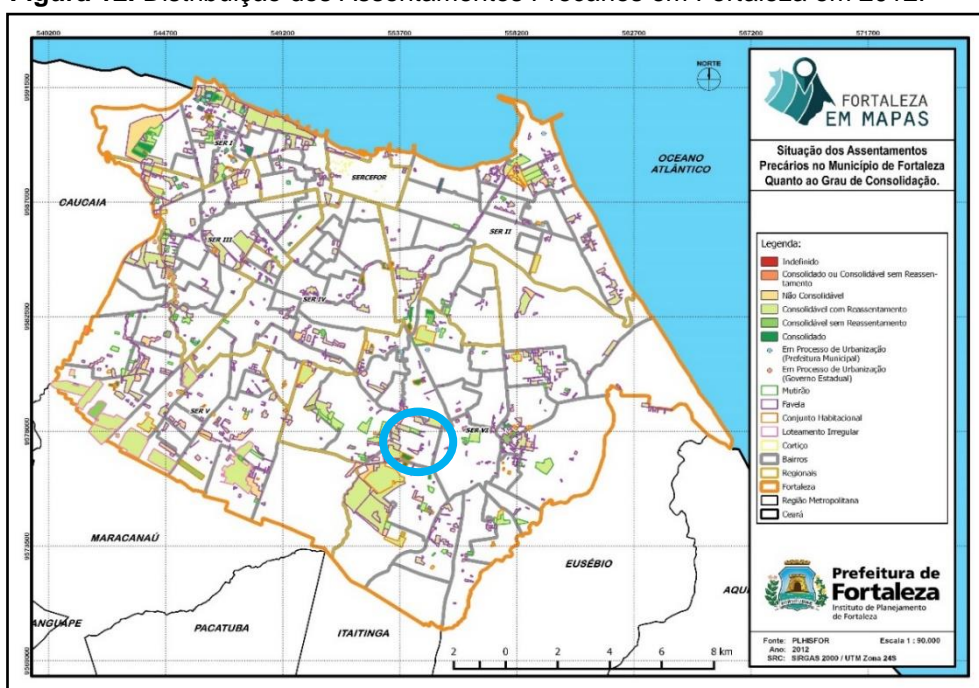 Figura 12. Distribuição dos Assentamentos Precários em Fortaleza em 2012.
540200 544700 549200 553700 558200 562700 567200 571700
9591500
9587000
9582500
9578000
9573500
9569000
NORTE
OCEANO
ATLÂNTICO
CAUCAIA
SER I
SERCEFOR
SER II
SER III
SER IV
SER V
SER VI
MARACANAÚ
EUSÉBIO
AQUI
ANGUAPE
PACATUBA
ITAITINGA
2 0 2 4 6 8 km
FORTALEZA
EM MAPAS
Situação dos Assentamentos
Precários no Município de Fortaleza
Quanto ao Grau de Consolidação.
Legenda:
Indefinido
Consolidado ou Consolidável sem Reassen-
tamento
Não Consolidável
Consolidável com Reassentamento
Consolidável sem Reassentamento
Consolidado
Em Processo de Urbanização
(Prefeitura Municipal)
Em Processo de Urbanização
(Governo Estadual)
Mutirão
Favela
Conjunto Habitacional
Loteamento Irregular
Cortiço
Bairros
Regionais
Fortaleza
Região Metropolitana
Ceará
Prefeitura de
Fortaleza
Instituto de Planejamento
de Fortaleza
Fonte: PLHISFOR Escala 1 : 90.000
Ano: 2012
SRC: SIRGAS 2000 / UTM Zona 24S